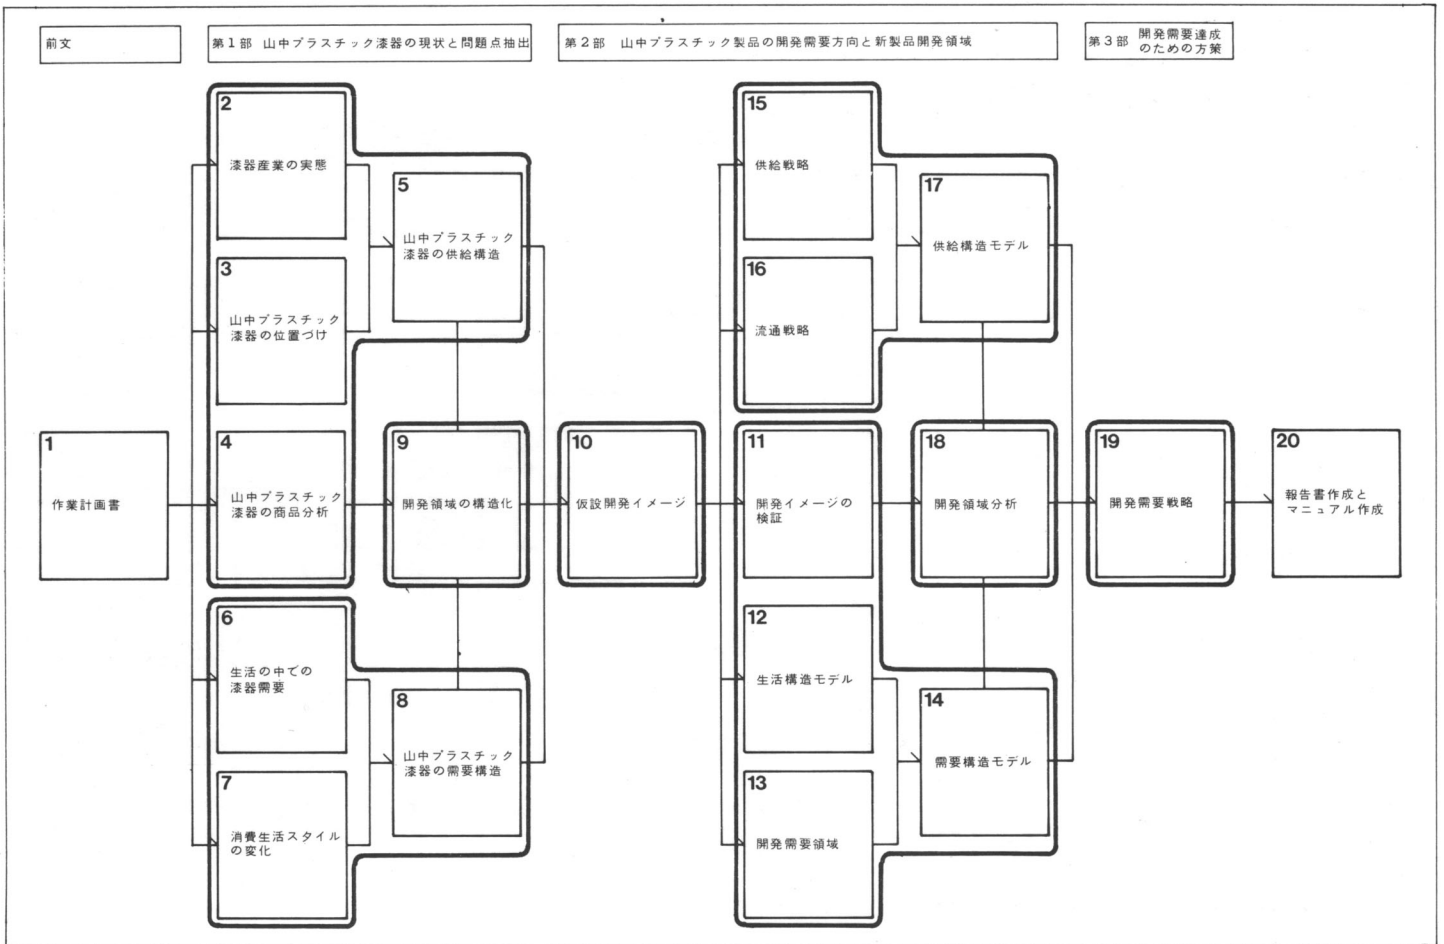 前文
第1部 山中プラスチック漆器の現状と問題点抽出
第2部 山中プラスチック製品の開発需要方向と新製品開発領域
第3部 開発需要達成
のための方策
1
作業計画書
2
漆器産業の実態
3
山中プラスチック
漆器の位置づけ
4
山中プラスチック
漆器の商品分析
5
山中プラスチック
漆器の供給構造
6
生活の中での
漆器需要
7
消費生活スタイル
の変化
8
山中プラスチック
漆器の需要構造
9
開発領域の構造化
10
仮設開発イメージ
11
開発イメージの
検証
12
生活構造モデル
13
開発需要領域
14
需要構造モデル
15
供給戦略
16
流通戦略
17
供給構造モデル
18
開発領域分析
19
開発需要戦略
20
報告書作成と
マニュアル作成